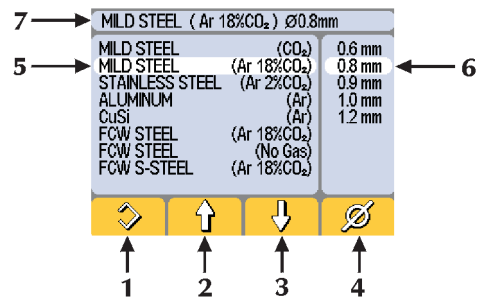 7
MILD STEEL ( Ar 18%CO₂ ) Ø0.8mm
MILD STEEL (CO₂) 0.6 mm
5 MILD STEEL (Ar 18%CO₂) 0.8 mm 6
STAINLESS STEEL (Ar 2%CO₂) 0.9 mm
ALUMINUM (Ar) 1.0 mm
CuSi (Ar) 1.2 mm
FCW STEEL (Ar 18%CO₂)
FCW STEEL (No Gas)
FCW S-STEEL (Ar 18%CO₂)
Ø
1 2 3 4